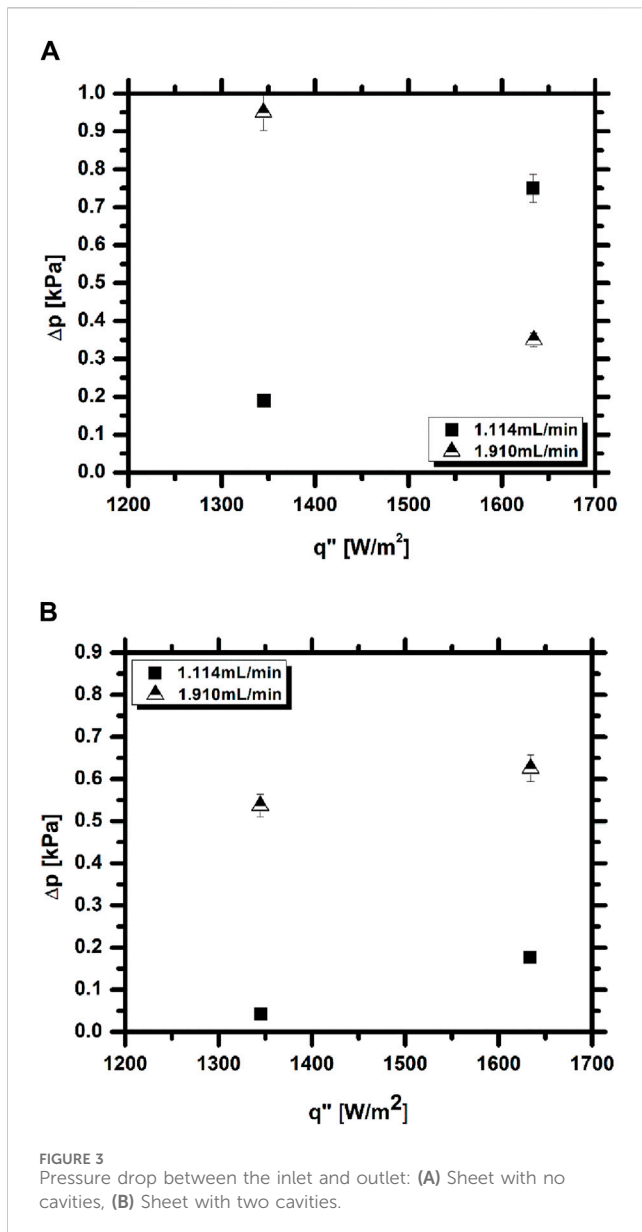 A
1.0
0.9
0.8
0.7
0.6
0.5
0.4
0.3
0.2
0.1
0.0
Δp [kPa]
1.114mL/min
1.910mL/min
1200 1300 1400 1500 1600 1700
q" [W/m²]
B
0.9
0.8
0.7
0.6
0.5
0.4
0.3
0.2
0.1
0.0
Δp [kPa]
1.114mL/min
1.910mL/min
1200 1300 1400 1500 1600 1700
q" [W/m²]
FIGURE 3
Pressure drop between the inlet and outlet: (A) Sheet with no
cavities, (B) Sheet with two cavities.